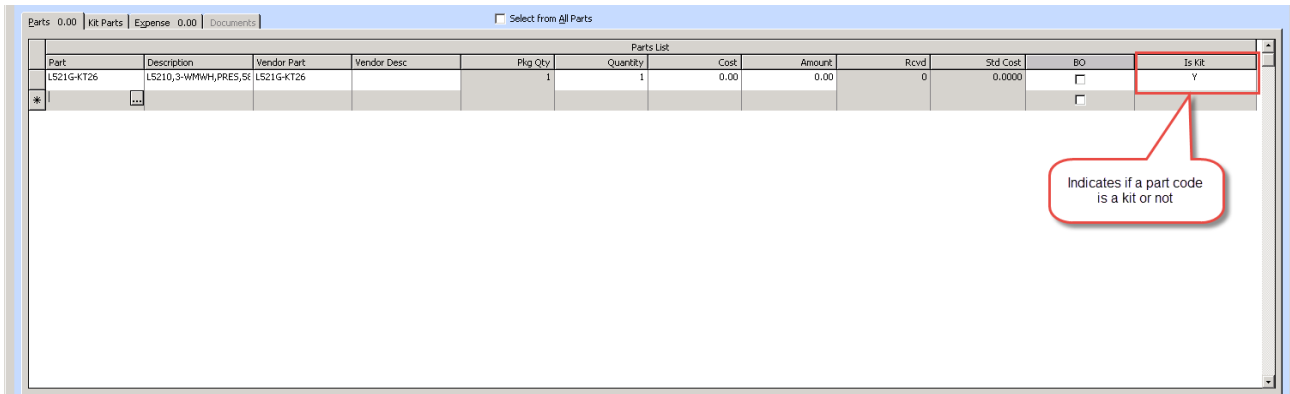 Parts 0.00 Kit Parts Expense 0.00 Documents Select from All Parts
Parts List
Part Description Vendor Part Vendor Desc Pkg Qty Quantity Cost Amount Rcvd Std Cost BO Is Kit
L521G-KT26 L5210,3-WMWH,PRES,58 L521G-KT26 1 1 0.00 0.00 0 0.0000 Y
...
Indicates if a part code
is a kit or not